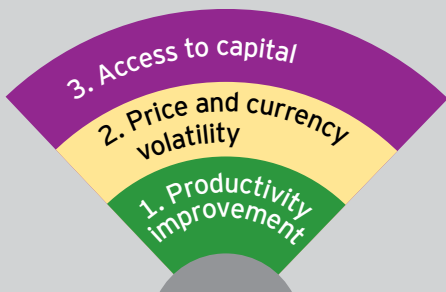 3. Access to capital
2. Price and currency
volatility
1. Productivity
improvement